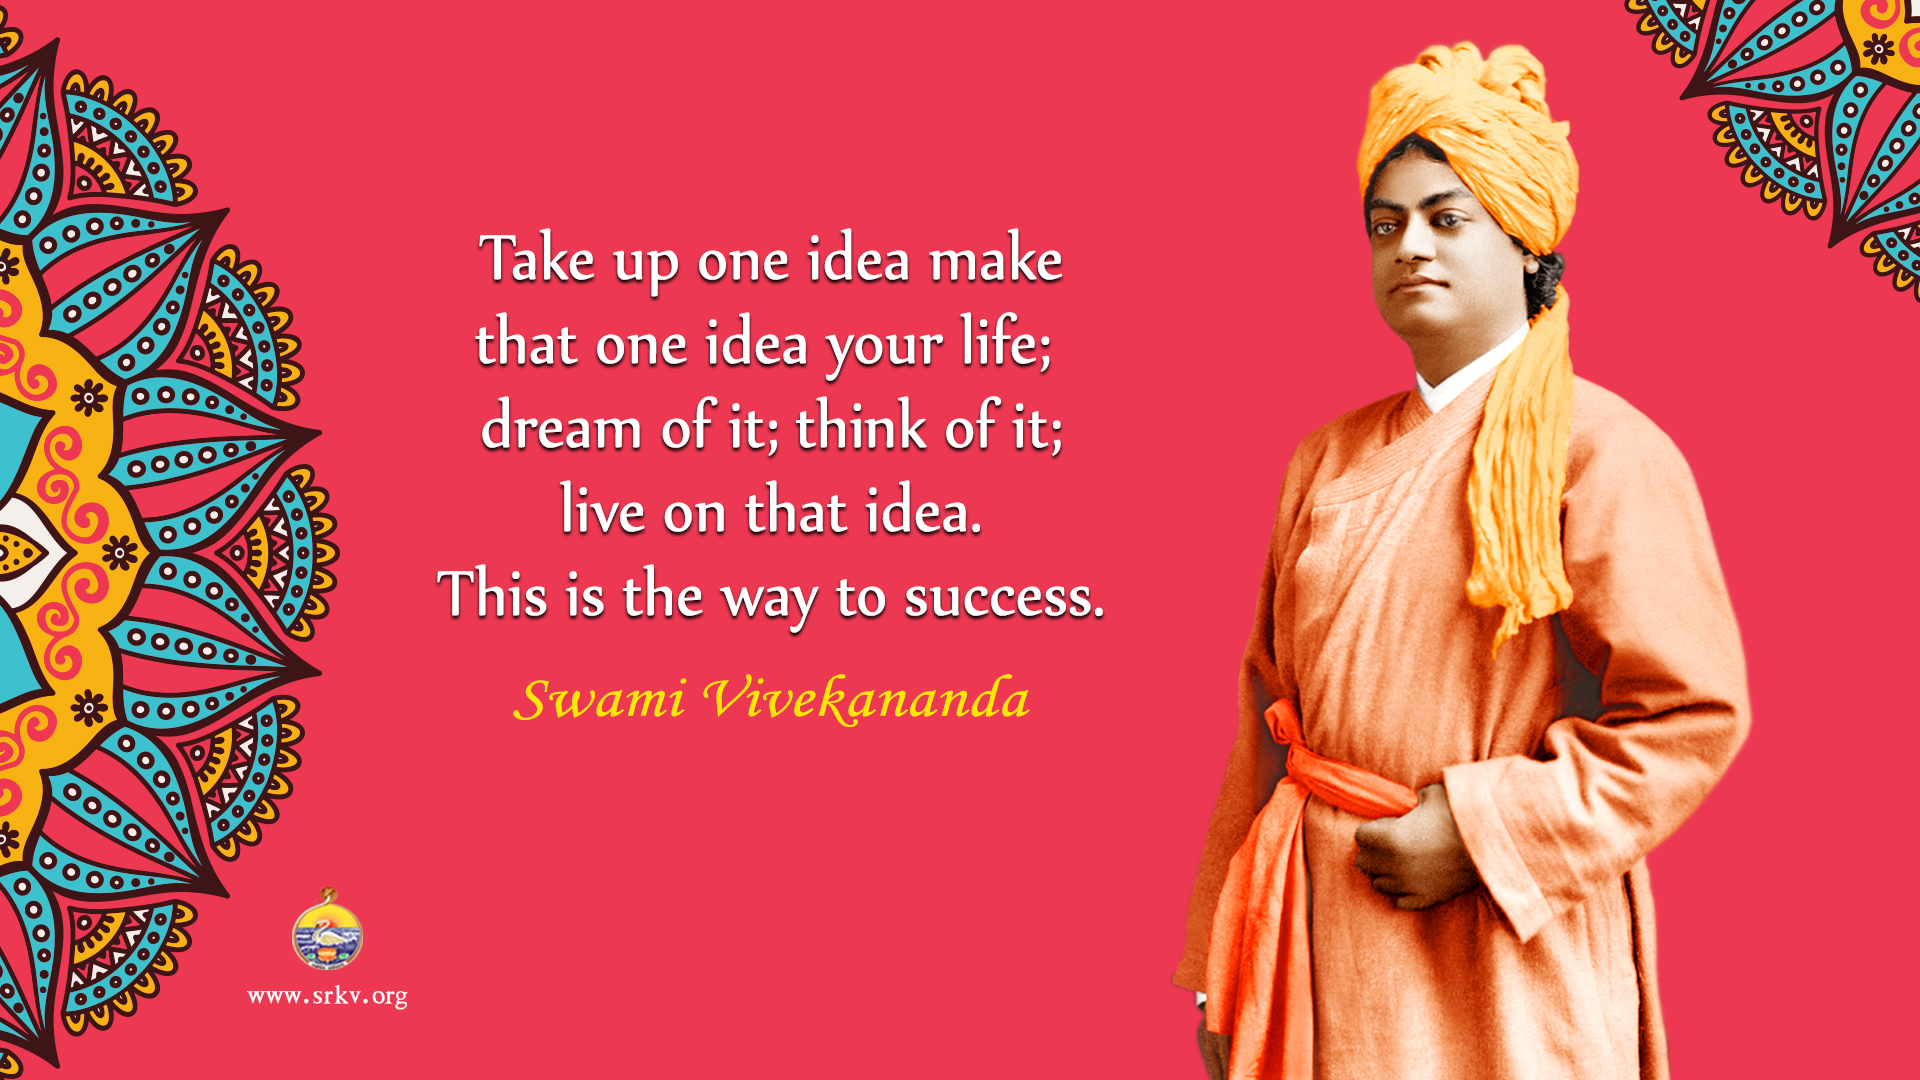 Take up one idea make
that one idea your life;
dream of it; think of it;
live on that idea.
This is the way to success.
Swami Vivekananda
www.srkv.org